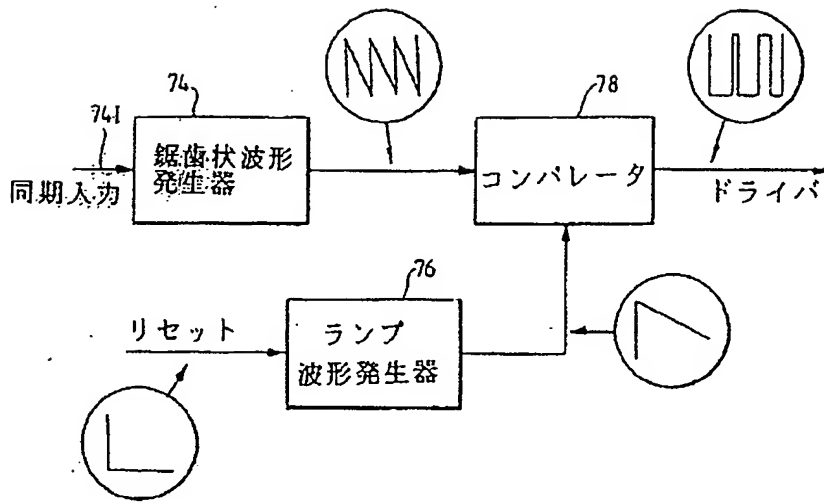 74
78
74I
鋸歯状波形
発生器
コンパレータ
同期入力
ドライバ
76
リセット
ランプ
波形発生器